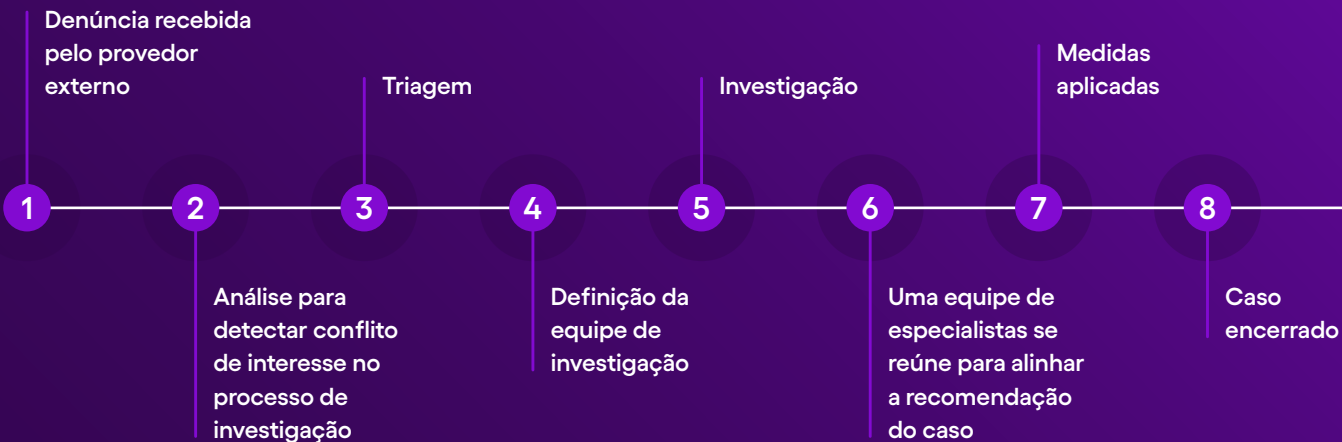 Denúncia recebida
pelo provedor
externo
Triagem
Investigação
Medidas
aplicadas
1
2
3
4
5
6
7
8
Análise para
detectar conflito
de interesse no
processo de
investigação
Definição da
equipe de
investigação
Uma equipe de
especialistas se
reúne para alinhar
a recomendação
do caso
Caso
encerrado